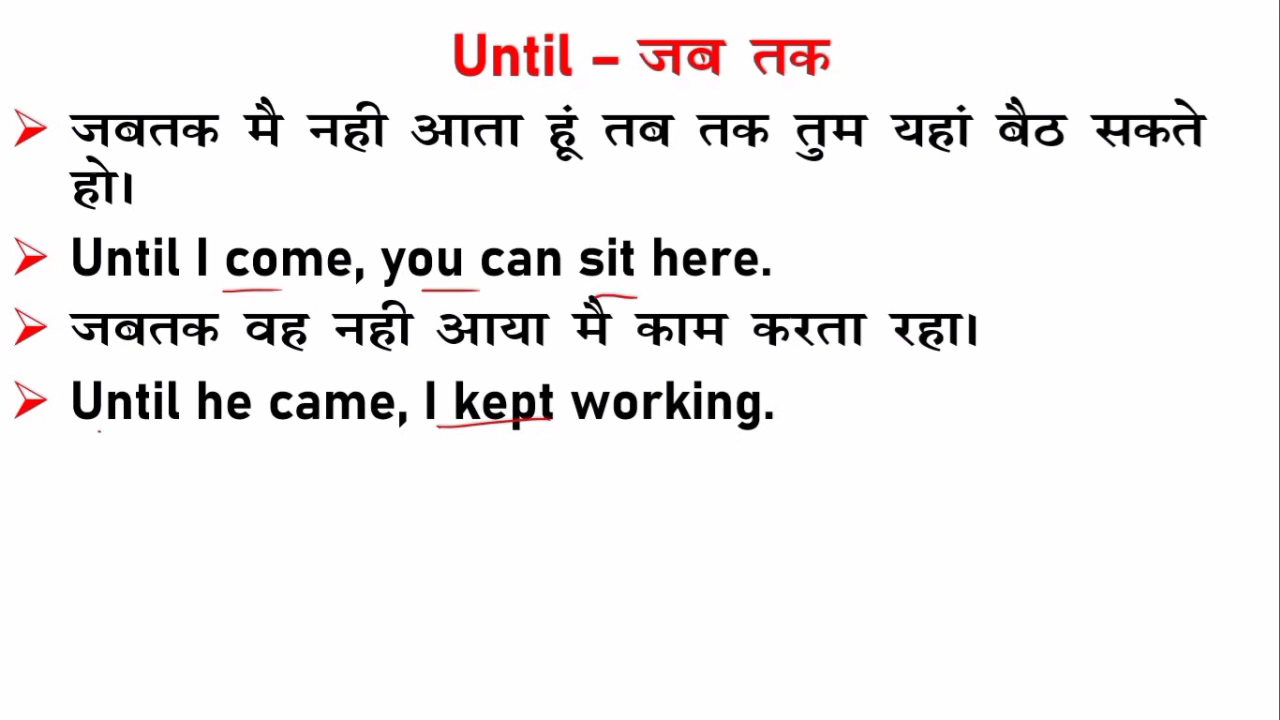 Until – जब तक
जबतक मै नही आता हूं तब तक तुम यहां बैठ सकते
हो।
Until I come, you can sit here.
जबतक वह नही आया मै काम करता रहा।
Until he came, I kept working.